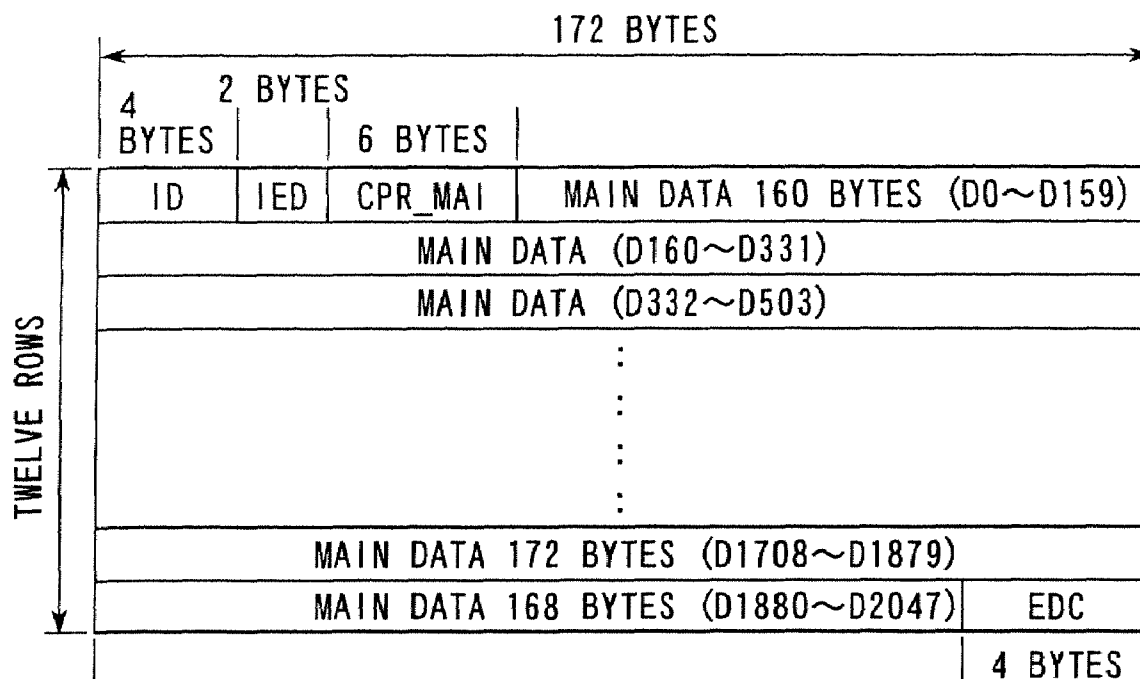 172 BYTES
2 BYTES
4
BYTES
6 BYTES
ID IED CPR_MAI MAIN DATA 160 BYTES (D0～D159)
MAIN DATA (D160～D331)
MAIN DATA (D332～D503)
TWELVE ROWS
MAIN DATA 172 BYTES (D1708～D1879)
MAIN DATA 168 BYTES (D1880～D2047) EDC
4 BYTES